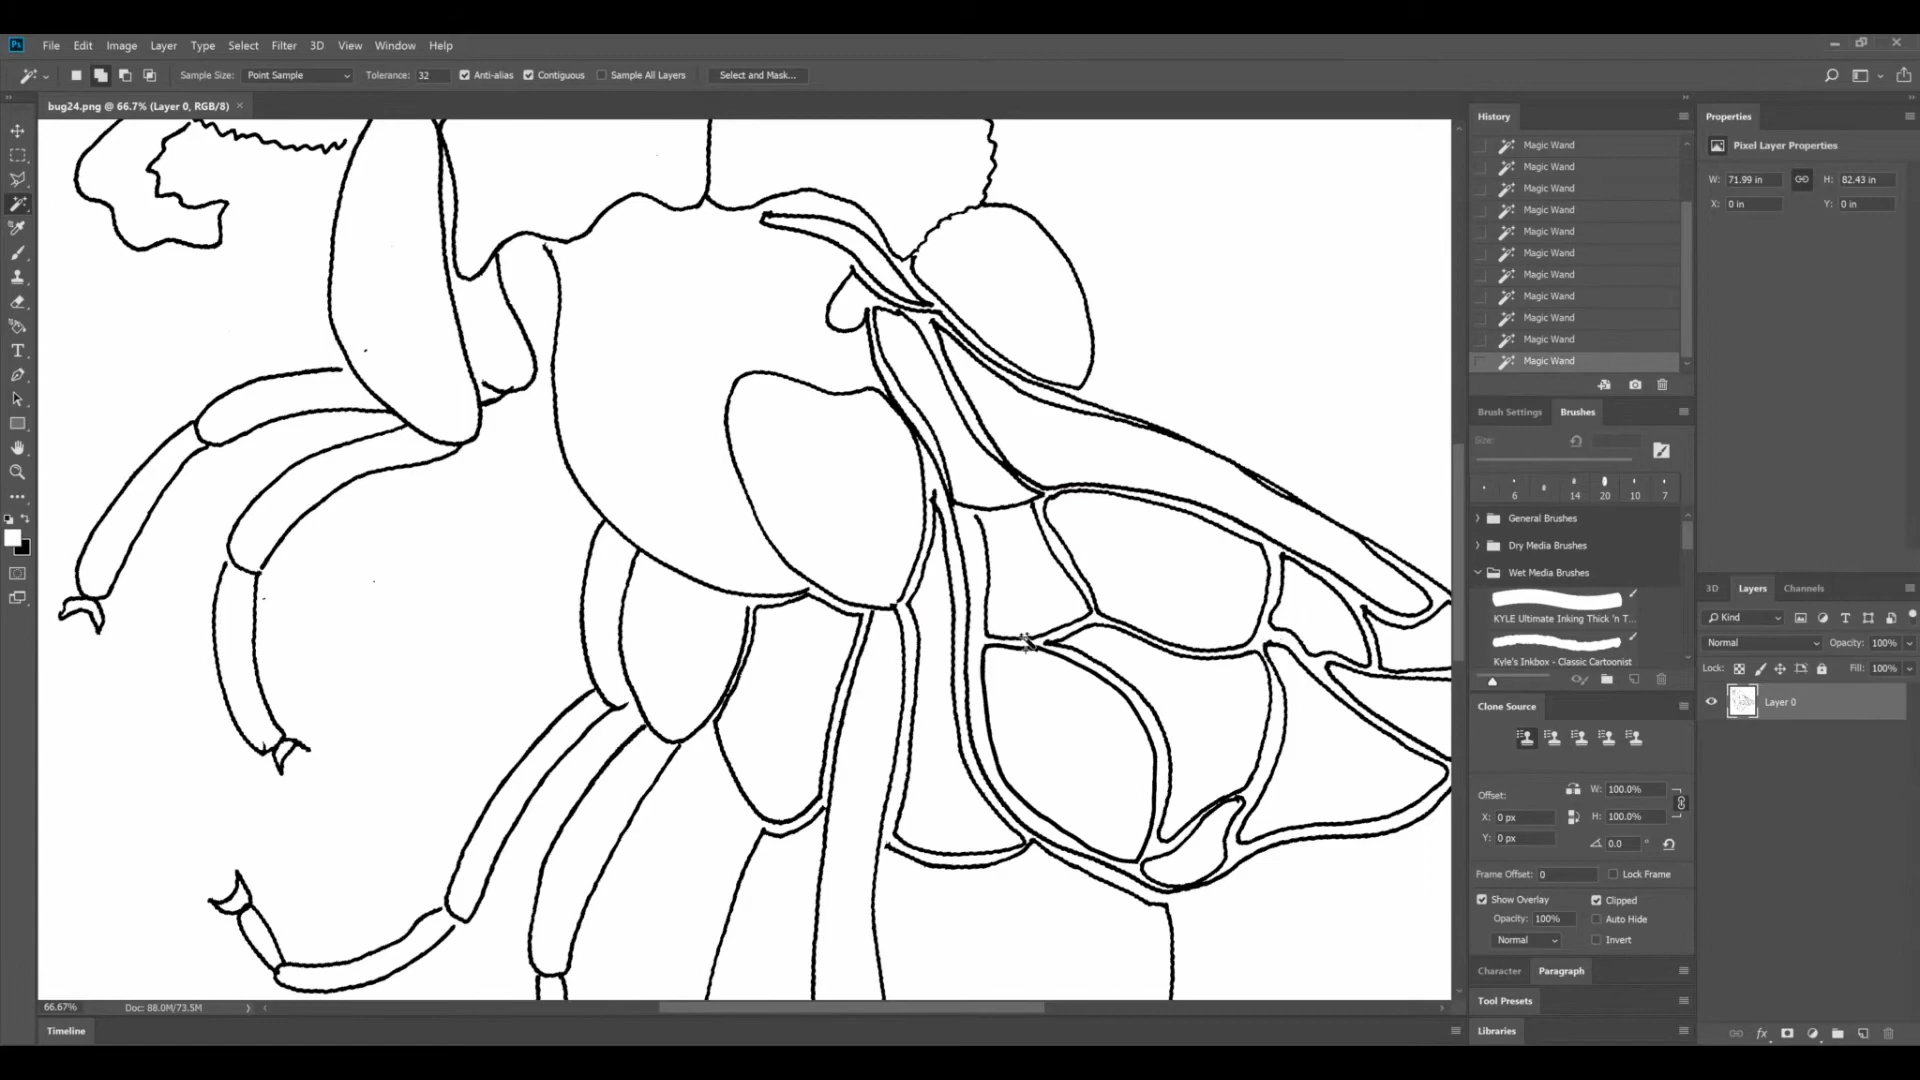 Ps File Edit Image Layer Type Select Filter 3D View Window Help
Sample Size: Point Sample Tolerance: 32 Anti-alias Contiguous Sample All Layers Select and Mask...
bug24.png @ 66.7% (Layer 0, RGB/8) ×
History
Magic Wand
Magic Wand
Magic Wand
Magic Wand
Magic Wand
Magic Wand
Magic Wand
Magic Wand
Magic Wand
Magic Wand
Magic Wand
Brush Settings Brushes
Size:
6 14 20 10 7
General Brushes
Dry Media Brushes
Wet Media Brushes
KYLE Ultimate Inking Thick 'n T...
Kyle's Inkbox - Classic Cartoonist
Clone Source
Offset: W: 100.0%
X: 0 px H: 100.0%
Y: 0 px 0.0 °
Frame Offset: 0 Lock Frame
Show Overlay Clipped
Opacity: 100% Auto Hide
Normal Invert
Character Paragraph
Tool Presets
Libraries
Properties
Pixel Layer Properties
W: 71.99 in H: 82.43 in
X: 0 in Y: 0 in
3D Layers Channels
Kind
Normal Opacity: 100%
Lock: Fill: 100%
Layer 0
fx
66.67% Doc: 88.0M/73.5M
Timeline